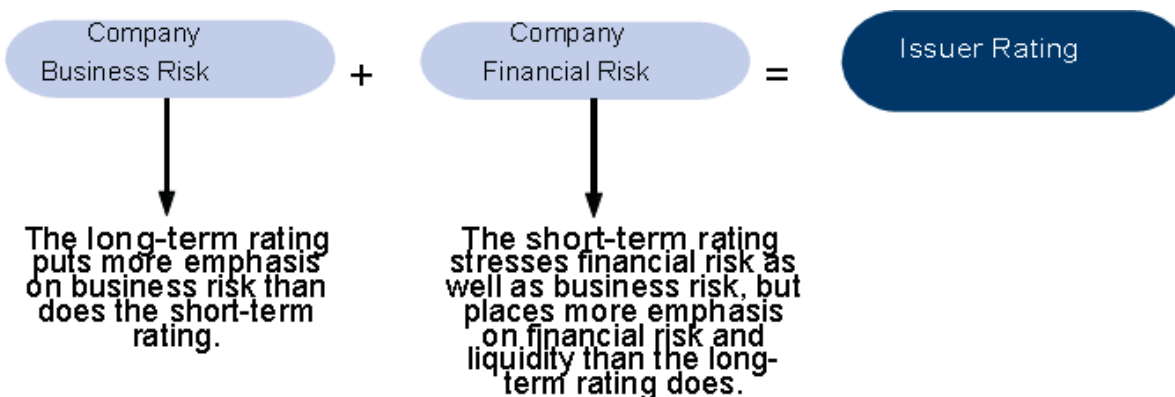 Company
Business Risk
+
Company
Financial Risk
=
Issuer Rating
The long-term rating
puts more emphasis
on business risk than
does the short-term
rating.
The short-term rating
stresses financial risk as
well as business risk, but
places more emphasis
on financial risk and
liquidity than the long-
term rating does.